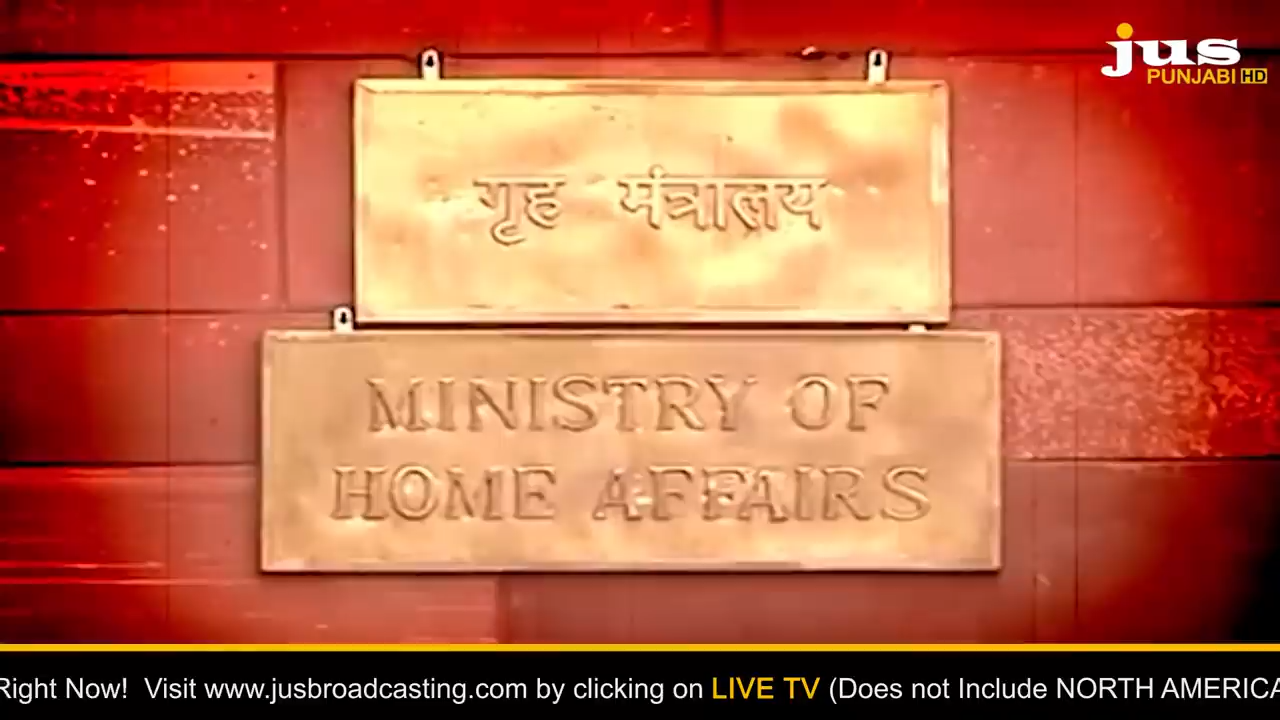 jus
PUNJABI HD
गृह मंत्रालय
MINISTRY OF
HOME AFFAIRS
Right Now! Visit www.jusbroadcasting.com by clicking on LIVE TV (Does not Include NORTH AMERICA